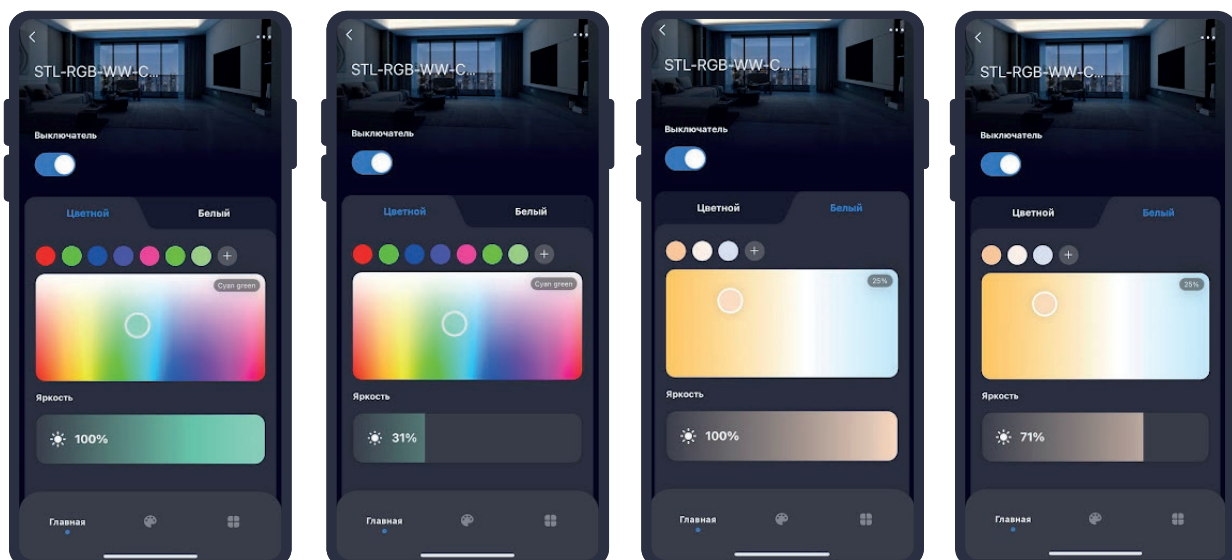 STL-RGB-WW-C...
Выключатель
Цветной
Белый
Cyan green
Яркость
100%
Главная
STL-RGB-WW-C...
Выключатель
Цветной
Белый
Cyan green
Яркость
31%
Главная
STL-RGB-WW-C...
Выключатель
Цветной
Белый
25%
Яркость
100%
Главная
STL-RGB-WW-C...
Выключатель
Цветной
Белый
25%
Яркость
71%
Главная